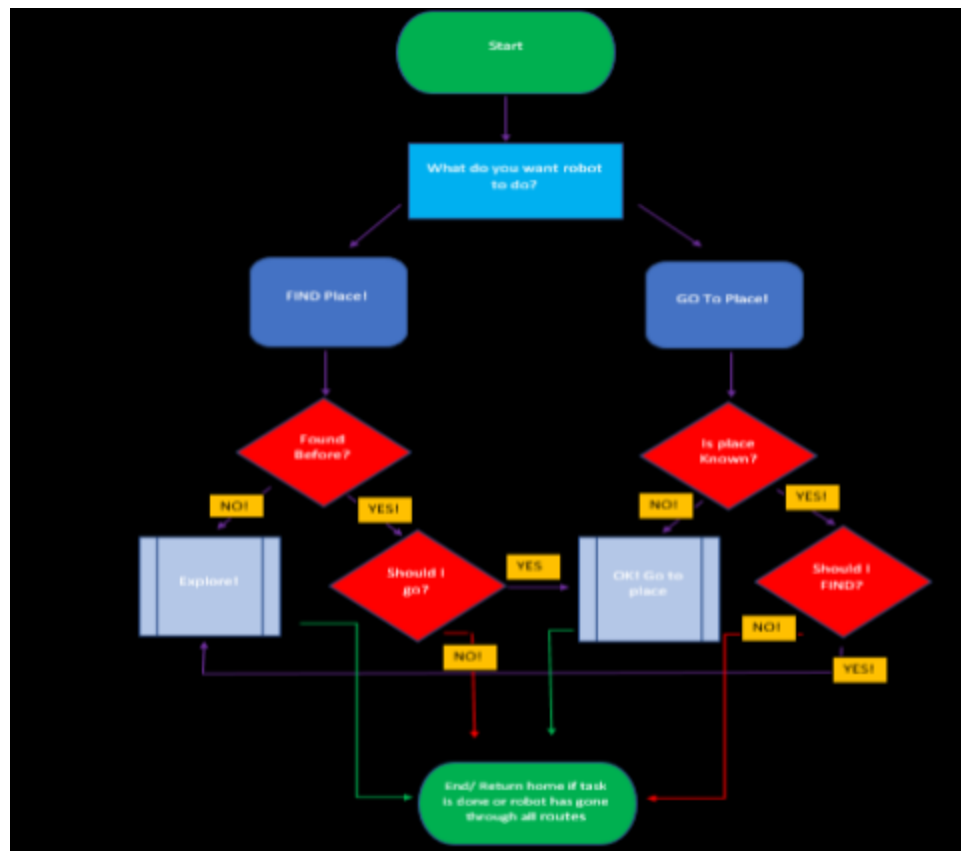 Start
What do you want robot
to do?
FIND Place!
GO To Place!
Found
Before?
Is place
Known?
NO!
YES!
NO!
YES!
Explore!
Should I
go?
YES
OK! Go to
place
Should I
FIND?
NO!
NO!
YES!
End/ Return home if task
is done or robot has gone
through all routes